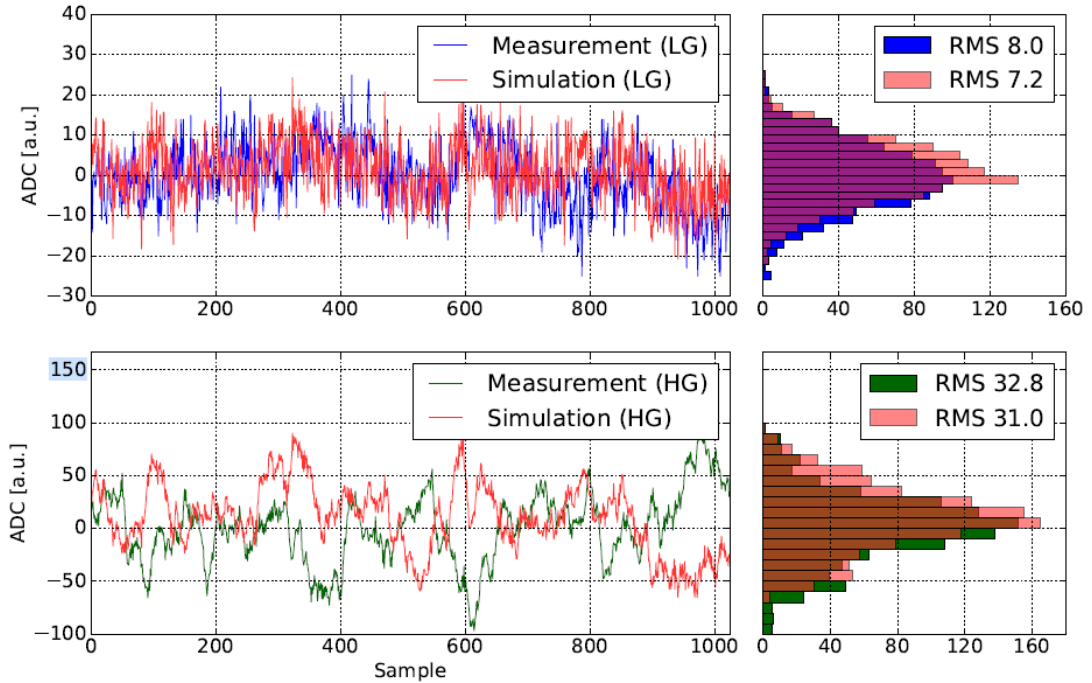 40
30
20
10
0
−10
−20
−30
ADC [a.u.]
Measurement (LG)
Simulation (LG)
0 200 400 600 800 1000
RMS 8.0
RMS 7.2
0 40 80 120 160
150
100
50
0
−50
−100
ADC [a.u.]
Measurement (HG)
Simulation (HG)
0 200 400 600 800 1000
Sample
RMS 32.8
RMS 31.0
0 40 80 120 160